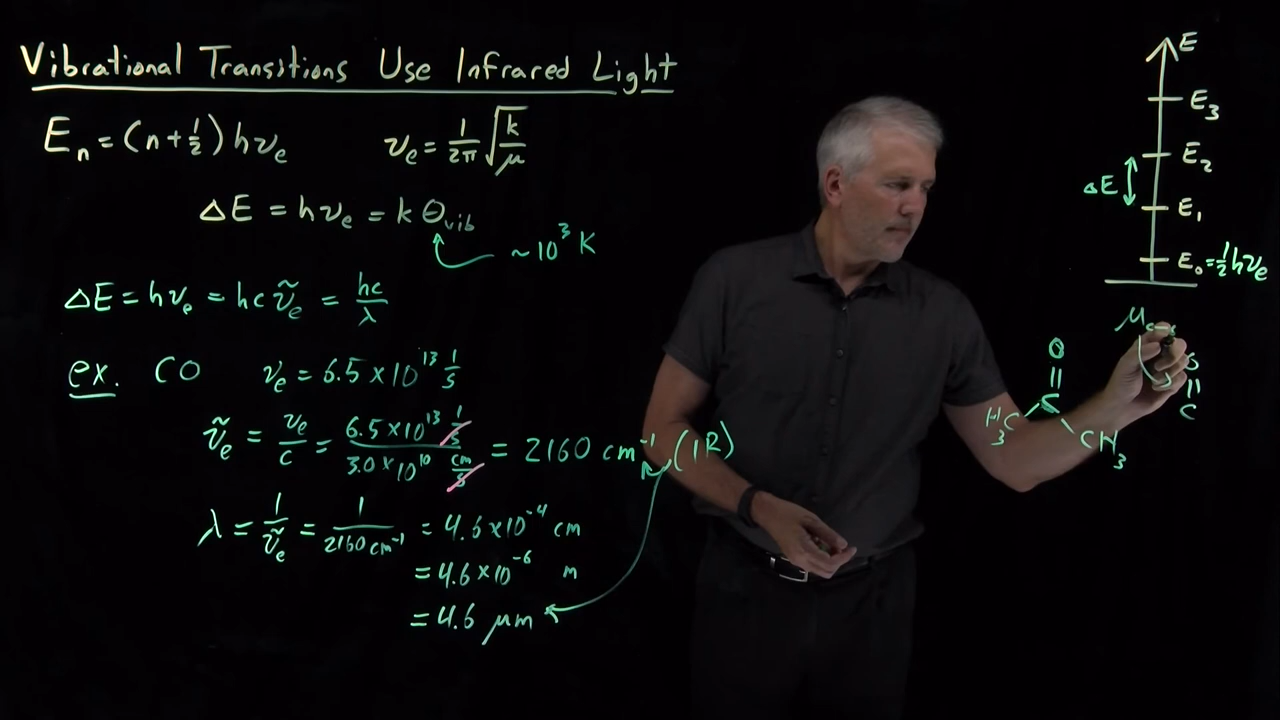 Vibrational Transitions Use Infrared Light
Eₙ = (n+½) hνₑ    νₑ = 1/2π √(k/μ)
ΔE = hνₑ = kΘvib
~10³ K
ΔE = hνₑ = hcν̃ₑ = hc/λ
ex. CO    νₑ = 6.5×10¹³ 1/s
ν̃ₑ = νₑ/c = (6.5×10¹³ 1/s)/(3.0×10¹⁰ cm/s) = 2160 cm⁻¹ (IR)
λ = 1/ν̃ₑ = 1/(2160 cm⁻¹) = 4.6×10⁻⁴ cm
= 4.6×10⁻⁶ m
= 4.6 μm
E
E₃
E₂
ΔE
E₁
E₀ = ½hνₑ
μ
O
C
H₃C
CH₃
C